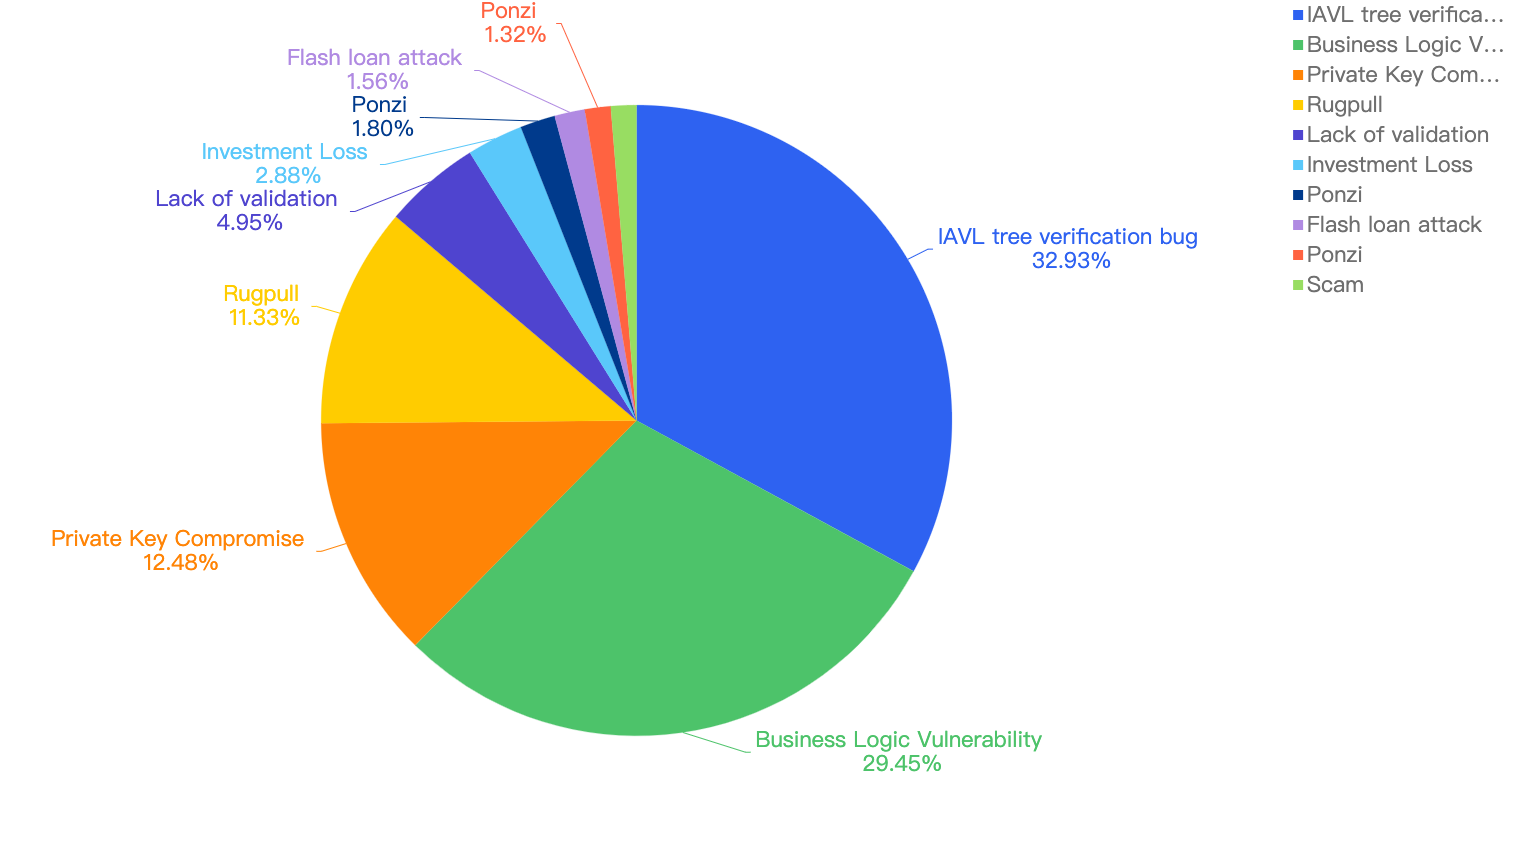 Ponzi
1.32%
Flash loan attack
1.56%
Ponzi
1.80%
Investment Loss
2.88%
Lack of validation
4.95%
Rugpull
11.33%
Private Key Compromise
12.48%
IAVL tree verification bug
32.93%
Business Logic Vulnerability
29.45%
IAVL tree verifica...
Business Logic V...
Private Key Com...
Rugpull
Lack of validation
Investment Loss
Ponzi
Flash loan attack
Ponzi
Scam